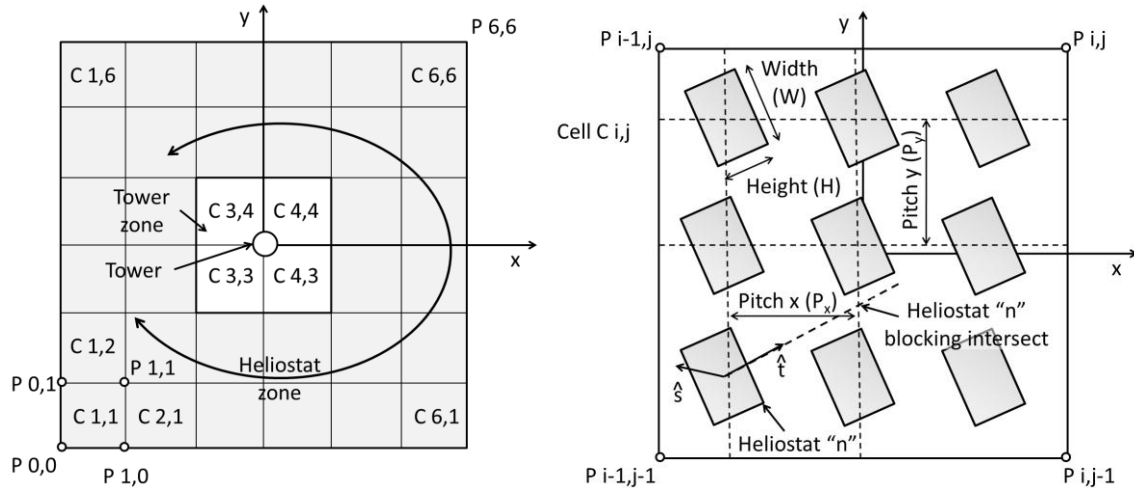 y
P 6,6
C 1,6
C 6,6
Tower
zone
C 3,4
C 4,4
x
Tower
C 3,3
C 4,3
C 1,2
P 1,1
P 0,1
Heliostat
zone
C 1,1
C 2,1
C 6,1
P 0,0
P 1,0
y
P i-1,j
P i,j
Width
(W)
Cell C i,j
Height (H)
Pitch y (Py)
x
Pitch x (Px)
Heliostat “n”
blocking intersect
t̂
ŝ
Heliostat “n”
P i-1,j-1
P i,j-1